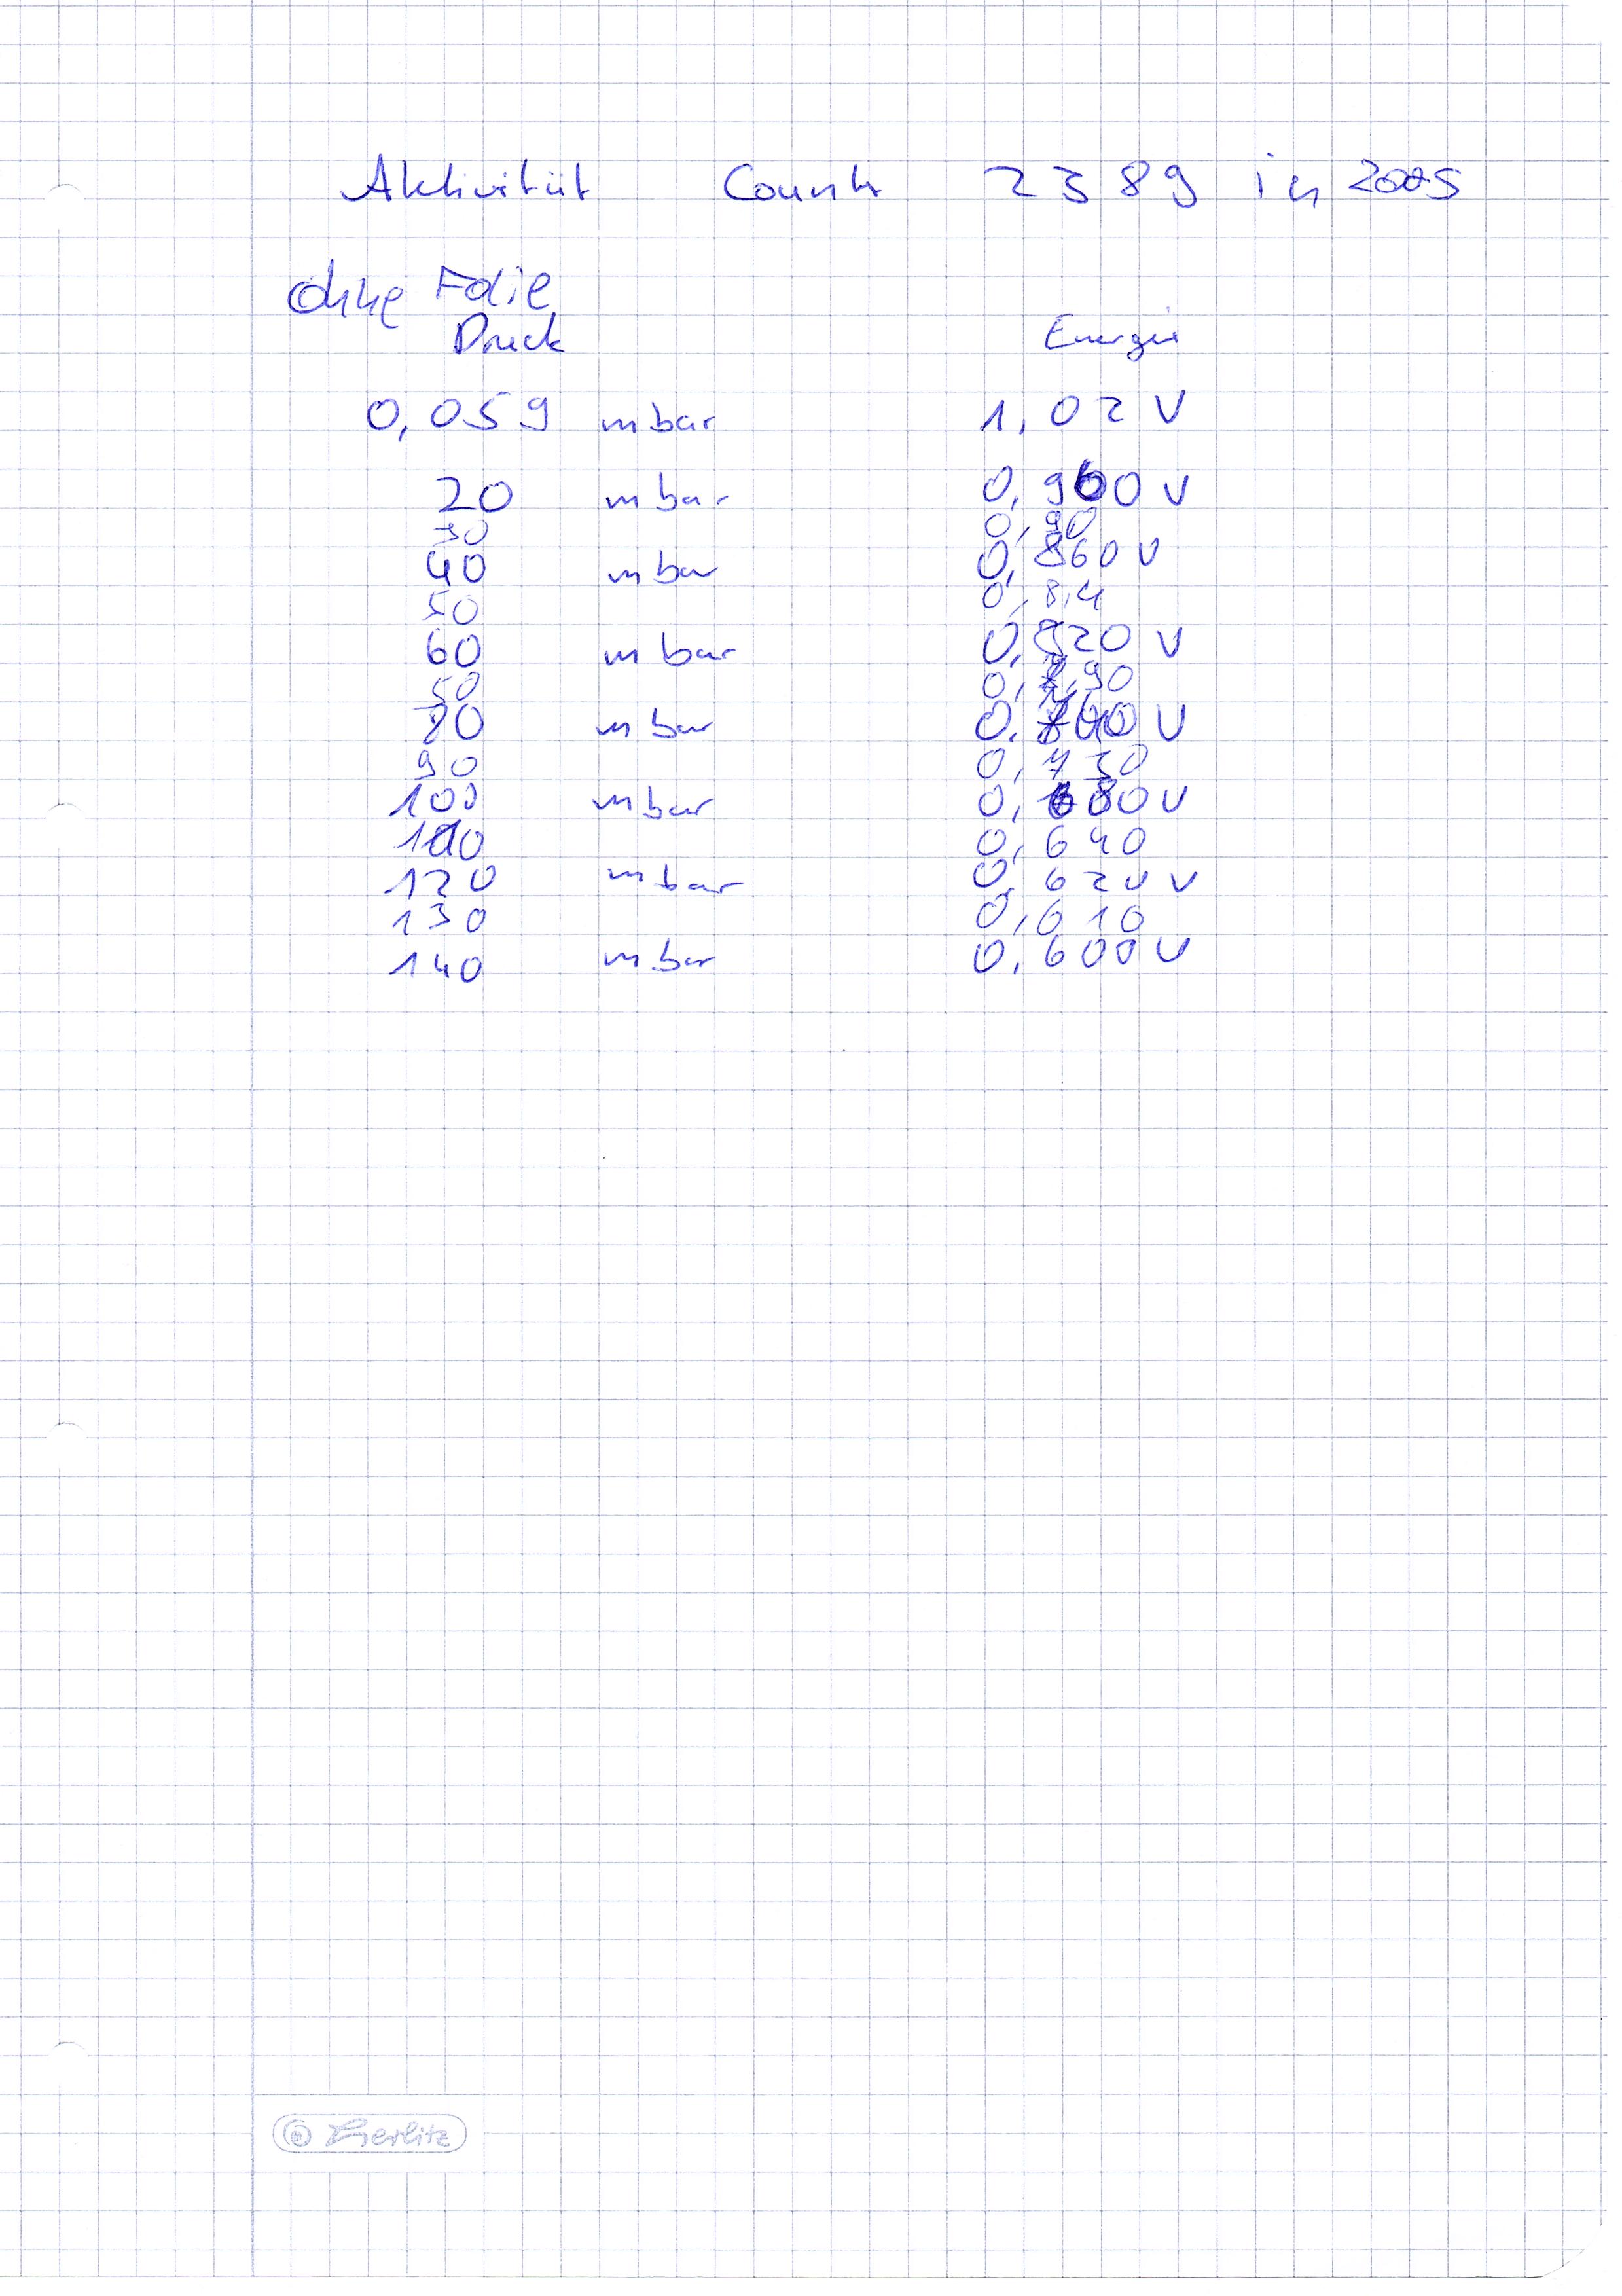 Aktivität Counts 2389 in 200s
Ohne Folie
Druck Energie
0,059 mbar 1,02 V
20 mbar 0,960 V
30 0,90
40 mbar 0,860 V
50 0,84
60 mbar 0,820 V
0,790
80 mbar 0,740 V
90 0,730
100 mbar 0,680 V
110 0,640
120 mbar 0,620 V
130 0,610
140 mbar 0,600 V
Herlitz